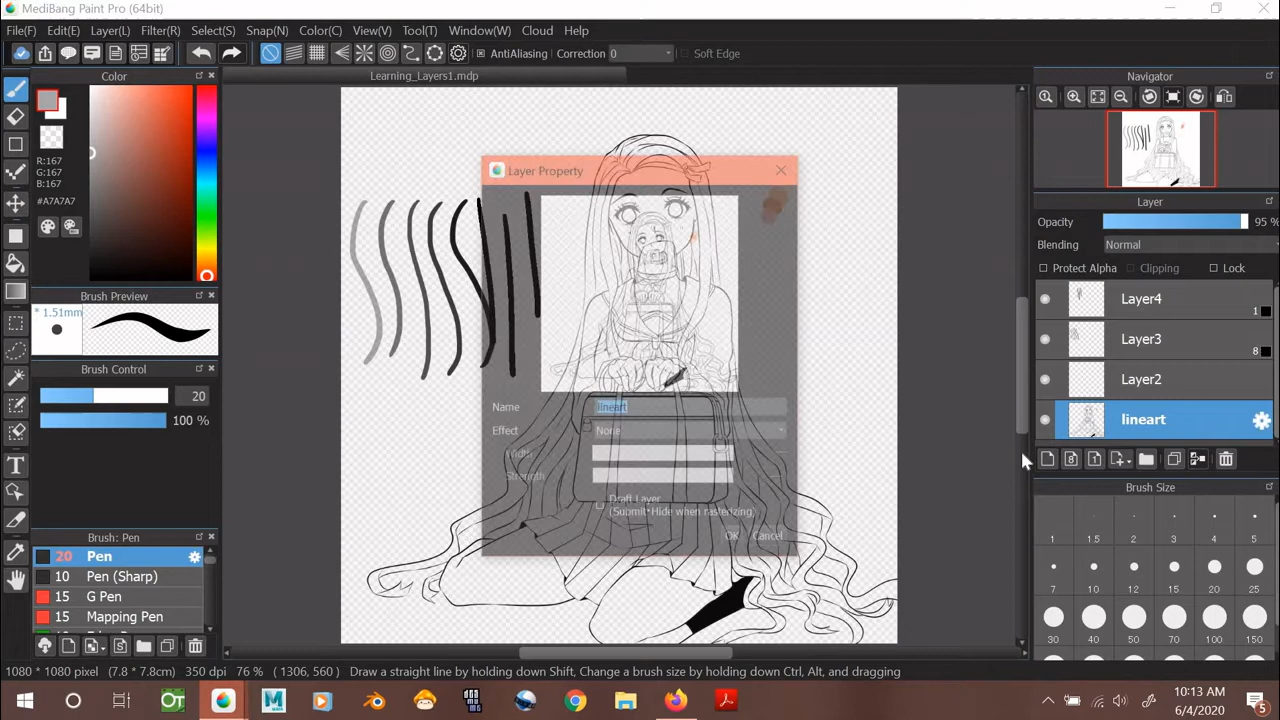 MediBang Paint Pro (64bit)
File(F) Edit(E) Layer(L) Filter(R) Select(S) Snap(N) Color(C) View(V) Tool(T) Window(W) Cloud Help
AntiAliasing Correction 0 Soft Edge
Color
Learning_Layers1.mdp
Navigator
R:167
G:167
B:167
#A7A7A7
Layer Property
Layer
Opacity 95 %
Blending Normal
Protect Alpha Clipping Lock
Brush Preview
* 1.51mm
Layer4
1
Layer3
8
Layer2
lineart
Brush Control
20
100 %
Name lineart
Effect None
Width
Strength
Draft Layer
(Submit·Hide when rasterizing)
OK Cancel
Brush Size
1 1.5 2 3 4 5
7 10 12 15 20 25
30 40 50 70 100 150
Brush: Pen
20 Pen
10 Pen (Sharp)
15 G Pen
15 Mapping Pen
1080 * 1080 pixel (7.8 * 7.8cm) 350 dpi 76 % ( 1306, 560 ) Draw a straight line by holding down Shift, Change a brush size by holding down Ctrl, Alt, and dragging
10:13 AM
6/4/2020
5